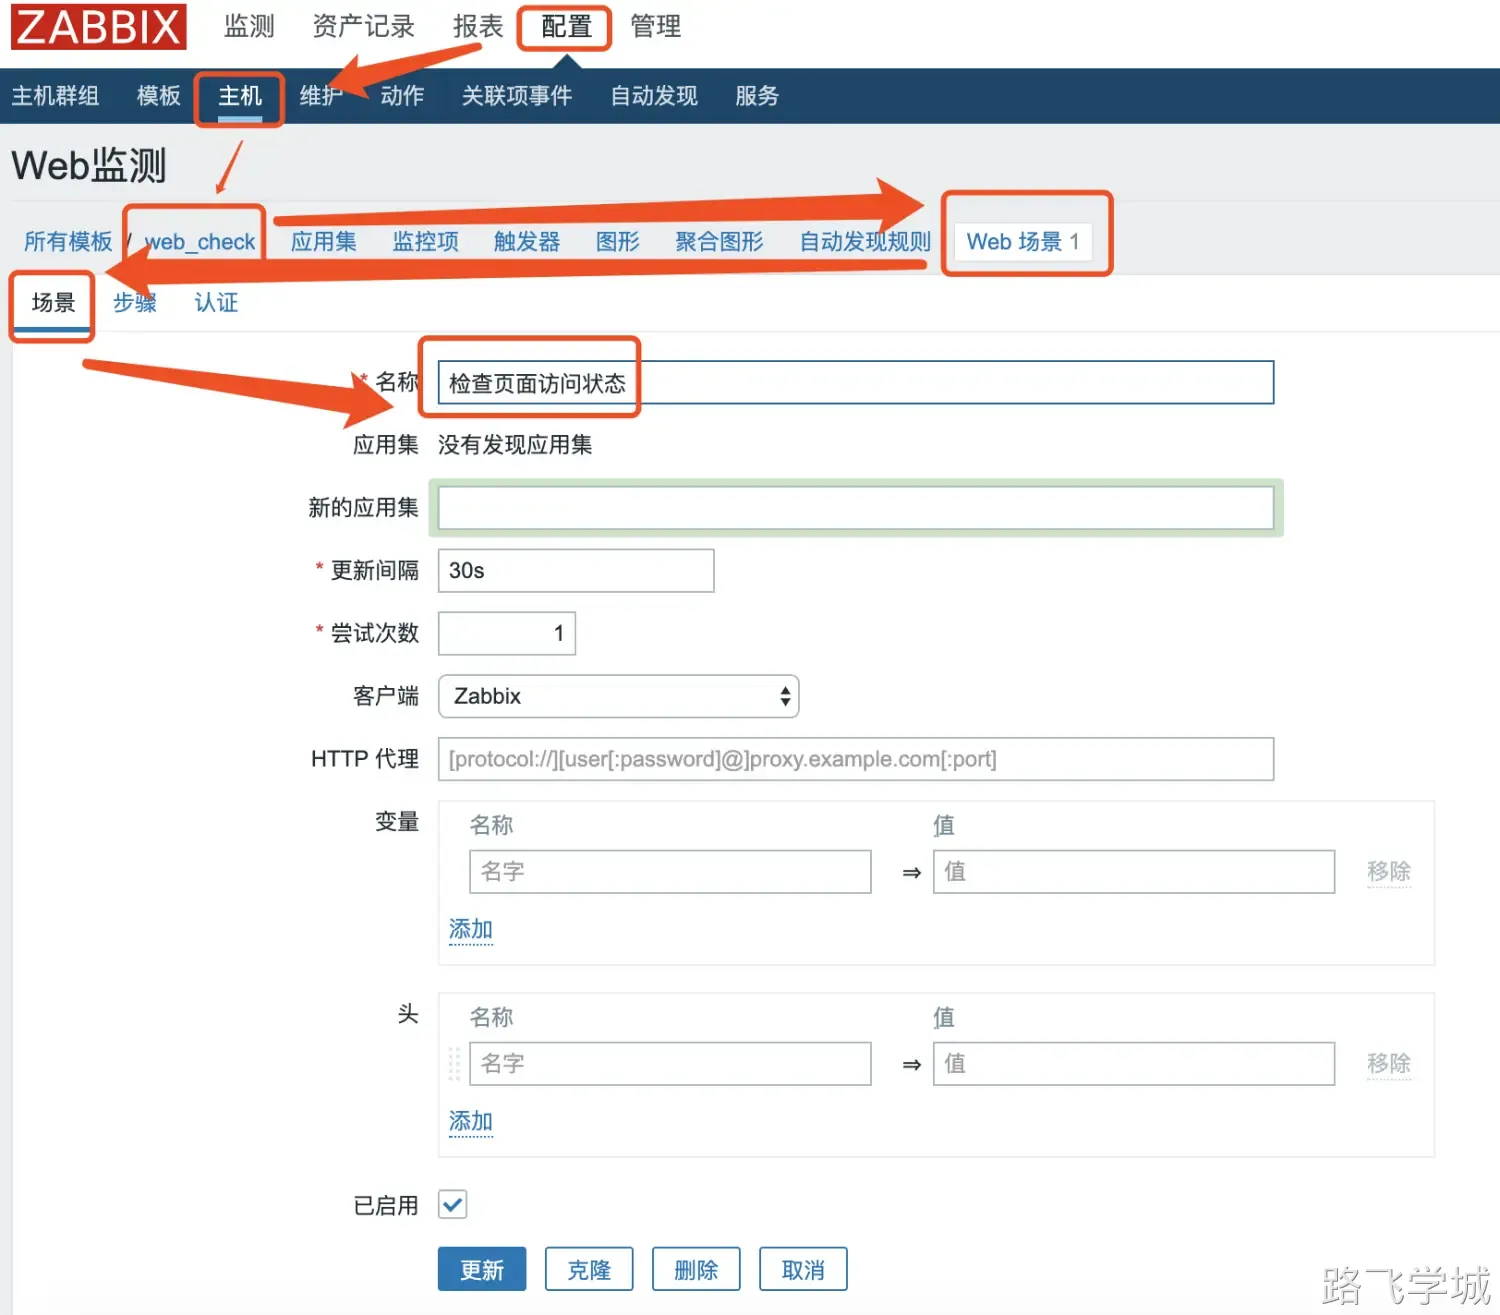 ZABBIX 监测 资产记录 报表 配置 管理
主机群组 模板 主机 维护 动作 关联项事件 自动发现 服务
Web监测
所有模板 / web_check 应用集 监控项 触发器 图形 聚合图形 自动发现规则 Web 场景 1
场景 步骤 认证
* 名称 检查页面访问状态
应用集 没有发现应用集
新的应用集
* 更新间隔 30s
* 尝试次数 1
客户端 Zabbix
HTTP 代理 [protocol://][user[:password]@]proxy.example.com[:port]
变量 名称 值
名字 ⇒ 值 移除
添加
头 名称 值
名字 ⇒ 值 移除
添加
已启用
更新 克隆 删除 取消
路飞学城